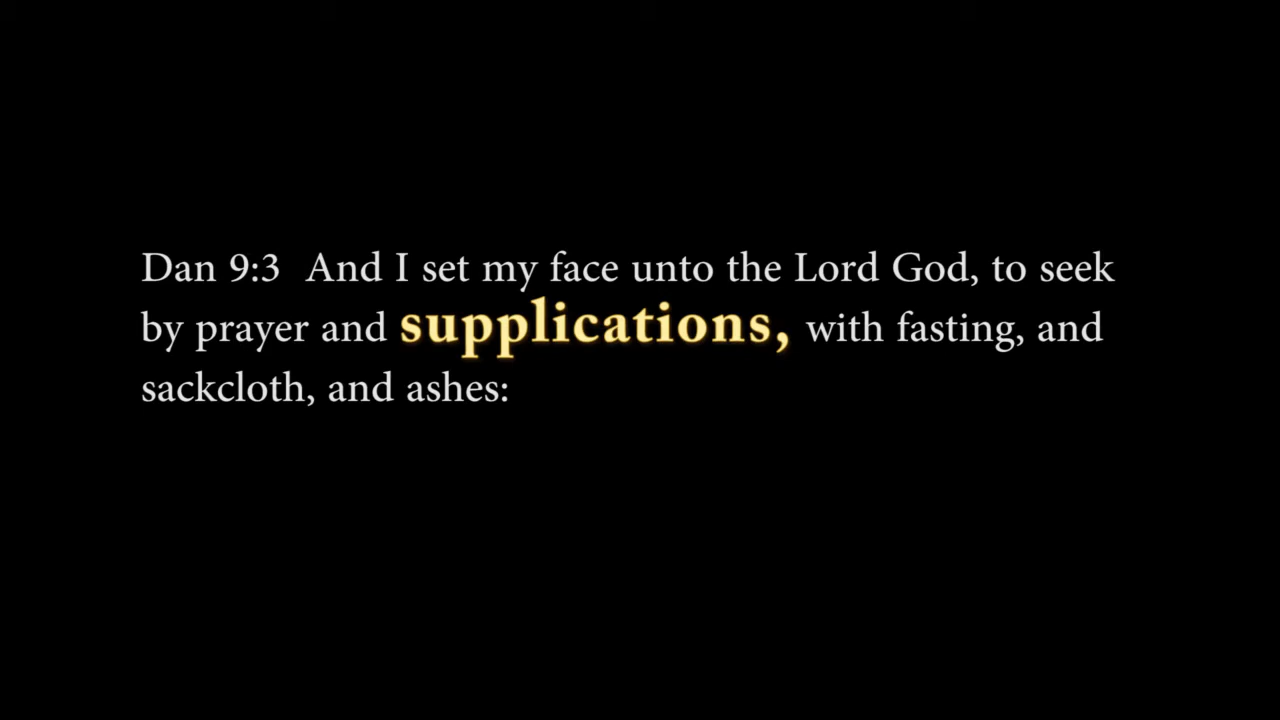 Dan 9:3  And I set my face unto the Lord God, to seek
by prayer and supplications, with fasting, and
sackcloth, and ashes: